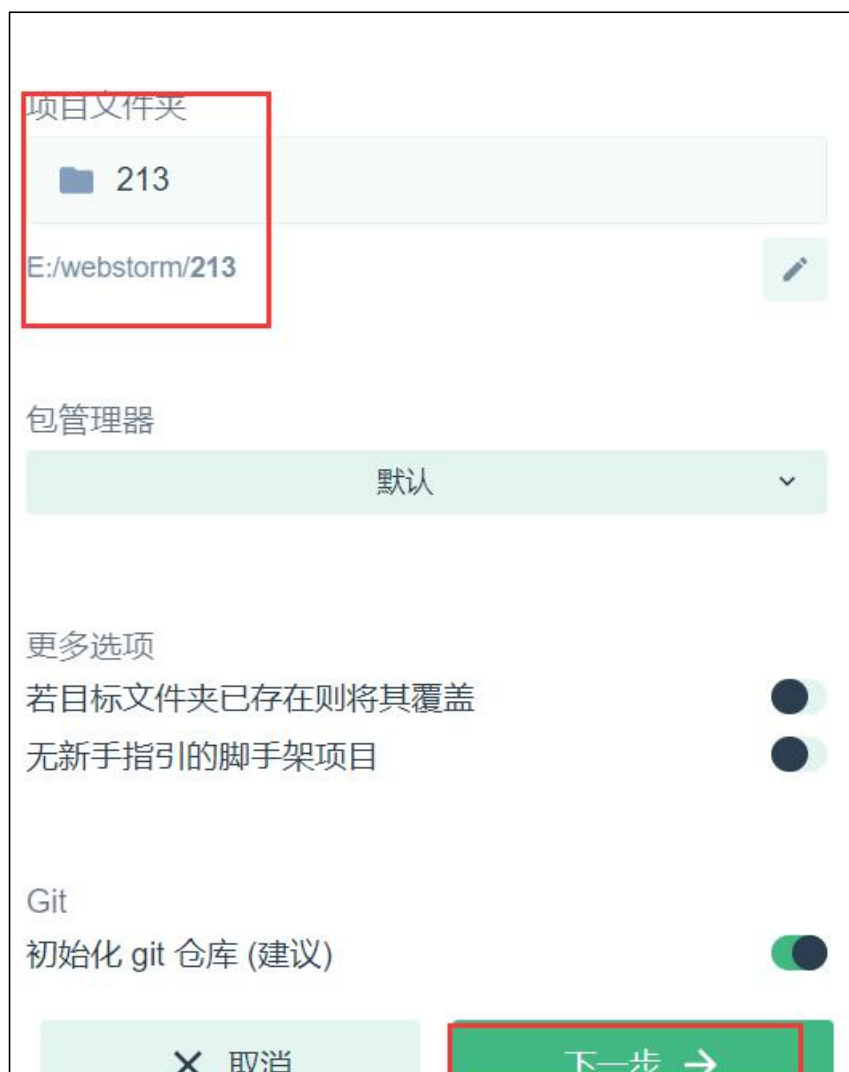 项目文件夹
213
E:/webstorm/213
包管理器
默认
更多选项
若目标文件夹已存在则将其覆盖
无新手指引的脚手架项目
Git
初始化 git 仓库 (建议)
取消
下一步